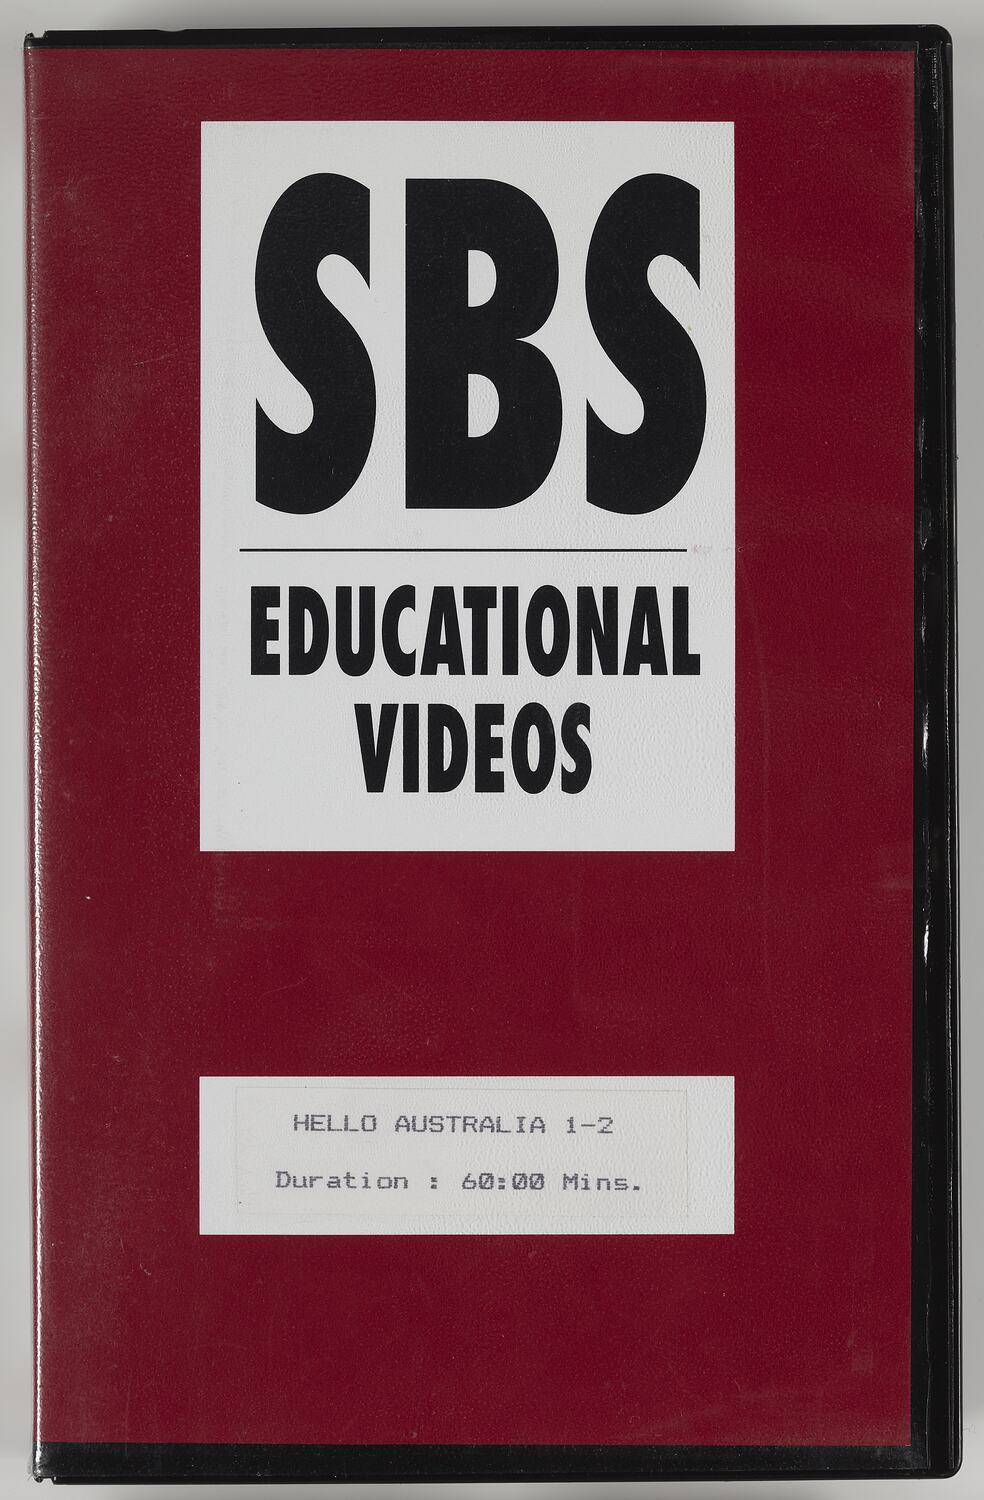 SBS
EDUCATIONAL
VIDEOS
HELLO AUSTRALIA 1-2
Duration : 60:00 Mins.